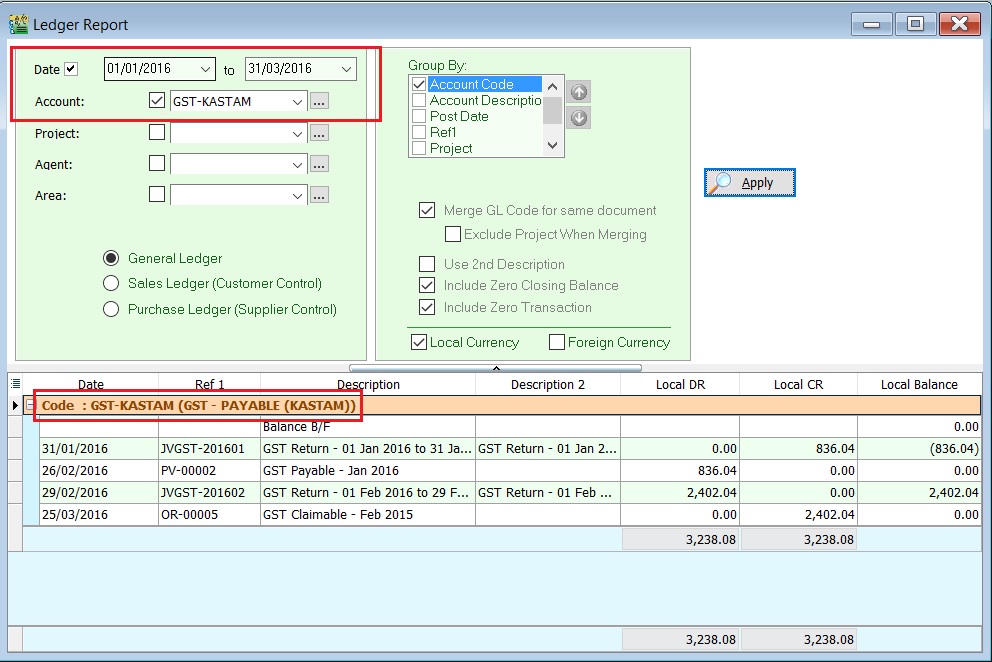 Ledger Report
Date 01/01/2016 to 31/03/2016
Account: GST-KASTAM ...
Project: ...
Agent: ...
Area: ...
General Ledger
Sales Ledger (Customer Control)
Purchase Ledger (Supplier Control)
Group By:
Account Code
Account Descriptio
Post Date
Ref1
Project
Merge GL Code for same document
Exclude Project When Merging
Use 2nd Description
Include Zero Closing Balance
Include Zero Transaction
Local Currency Foreign Currency
Apply
Date Ref 1 Description Description 2 Local DR Local CR Local Balance
Code : GST-KASTAM (GST - PAYABLE (KASTAM))
Balance B/F 0.00
31/01/2016 JVGST-201601 GST Return - 01 Jan 2016 to 31 Ja... GST Return - 01 Jan 2... 0.00 836.04 (836.04)
26/02/2016 PV-00002 GST Payable - Jan 2016 836.04 0.00 0.00
29/02/2016 JVGST-201602 GST Return - 01 Feb 2016 to 29 F... GST Return - 01 Feb ... 2,402.04 0.00 2,402.04
25/03/2016 OR-00005 GST Claimable - Feb 2015 0.00 2,402.04 0.00
3,238.08 3,238.08
3,238.08 3,238.08